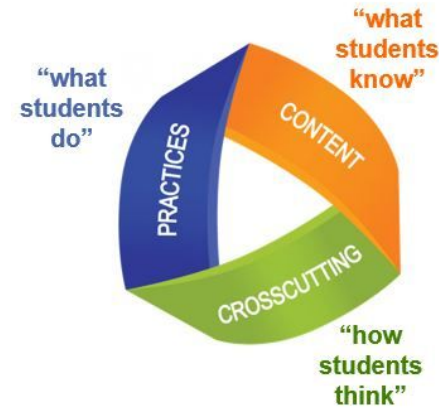 “what
students
know”
“what
students
do”
PRACTICES
CONTENT
CROSSCUTTING
“how
students
think”